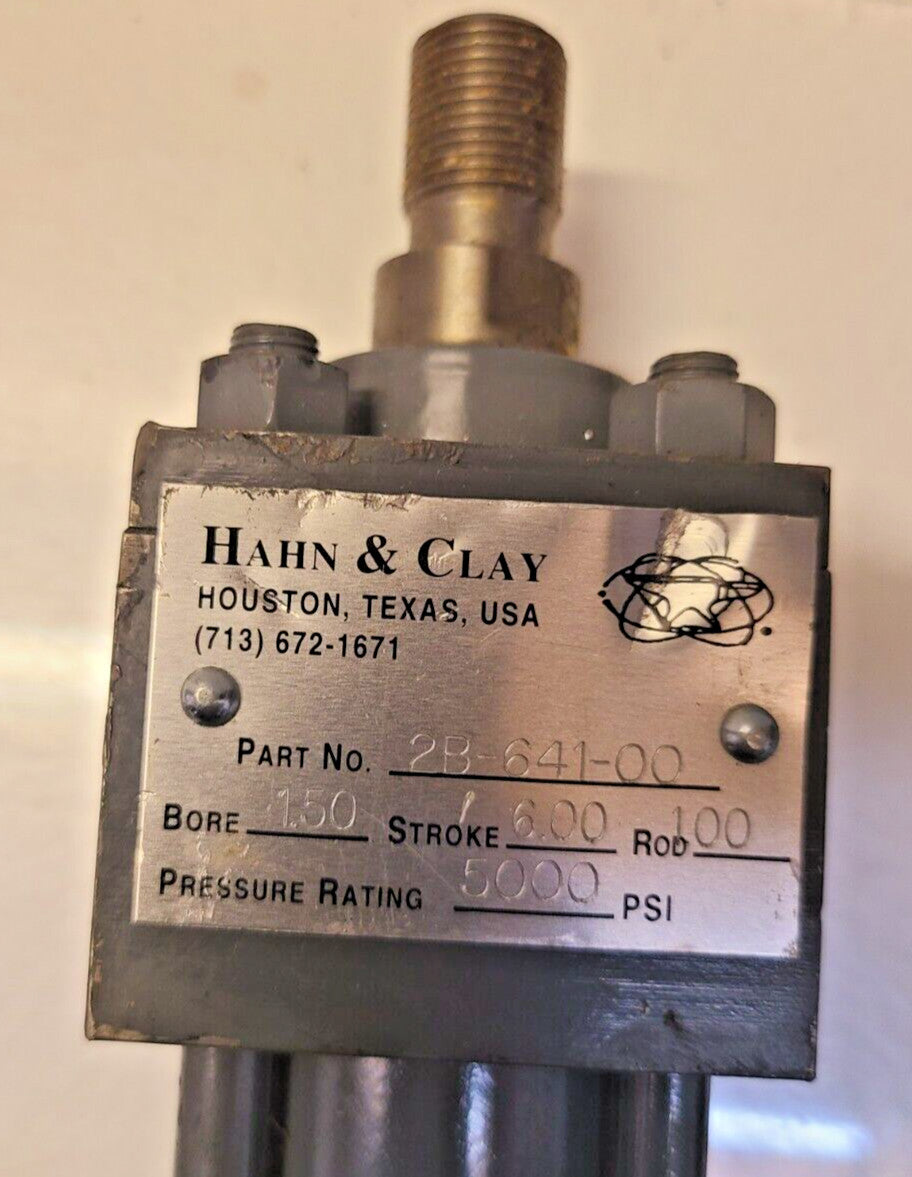 HAHN & CLAY
HOUSTON, TEXAS, USA
(713) 672-1671
PART NO. 2B-641-00
BORE 1.50 STROKE 6.00 ROD 1.00
PRESSURE RATING 5000 PSI